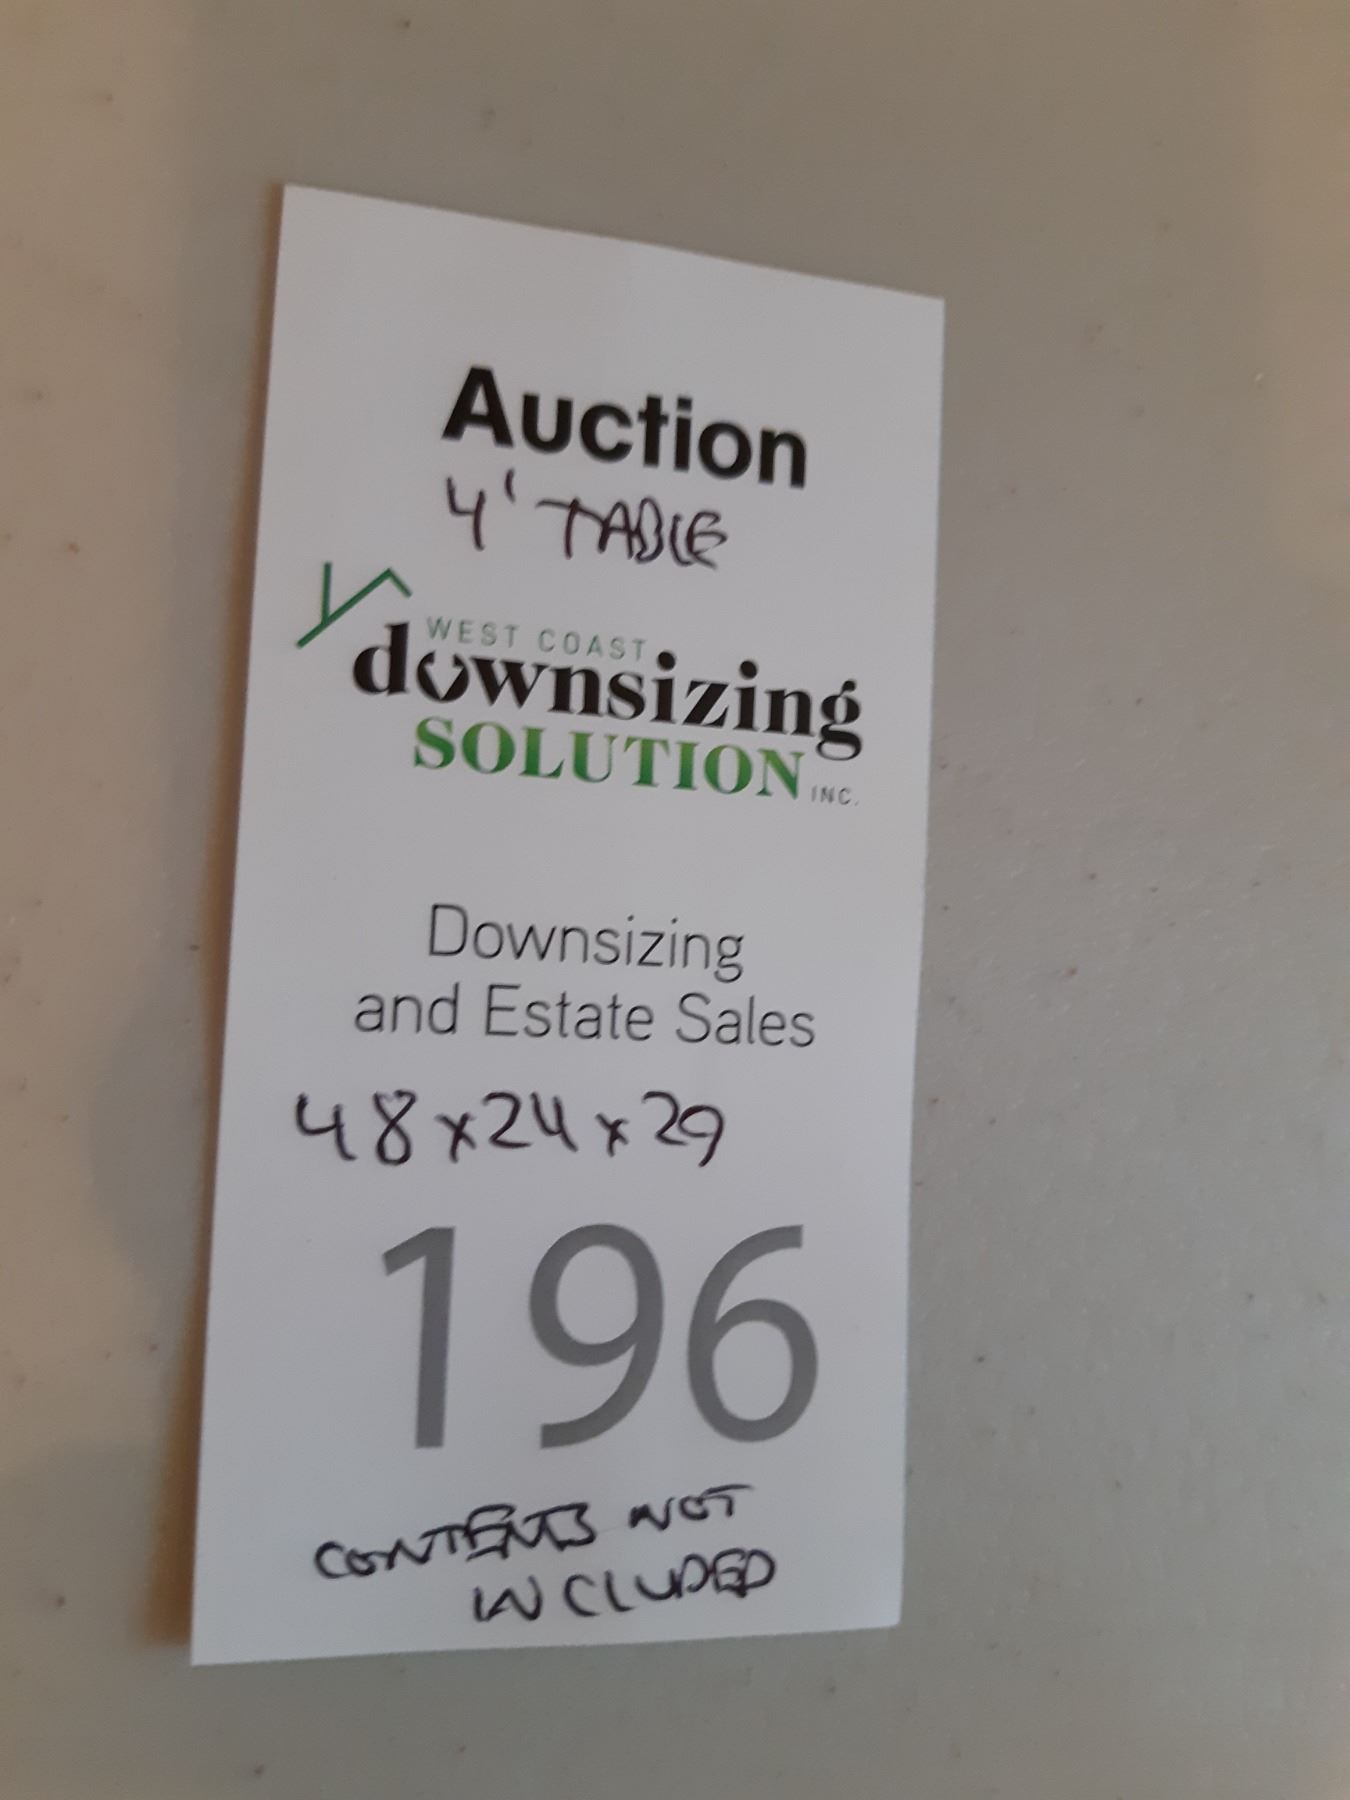 Auction
4' TABLE
WEST COAST
downsizing
SOLUTION INC.
Downsizing
and Estate Sales
48 x 24 x 29
196
CONTENTS NOT
INCLUDED